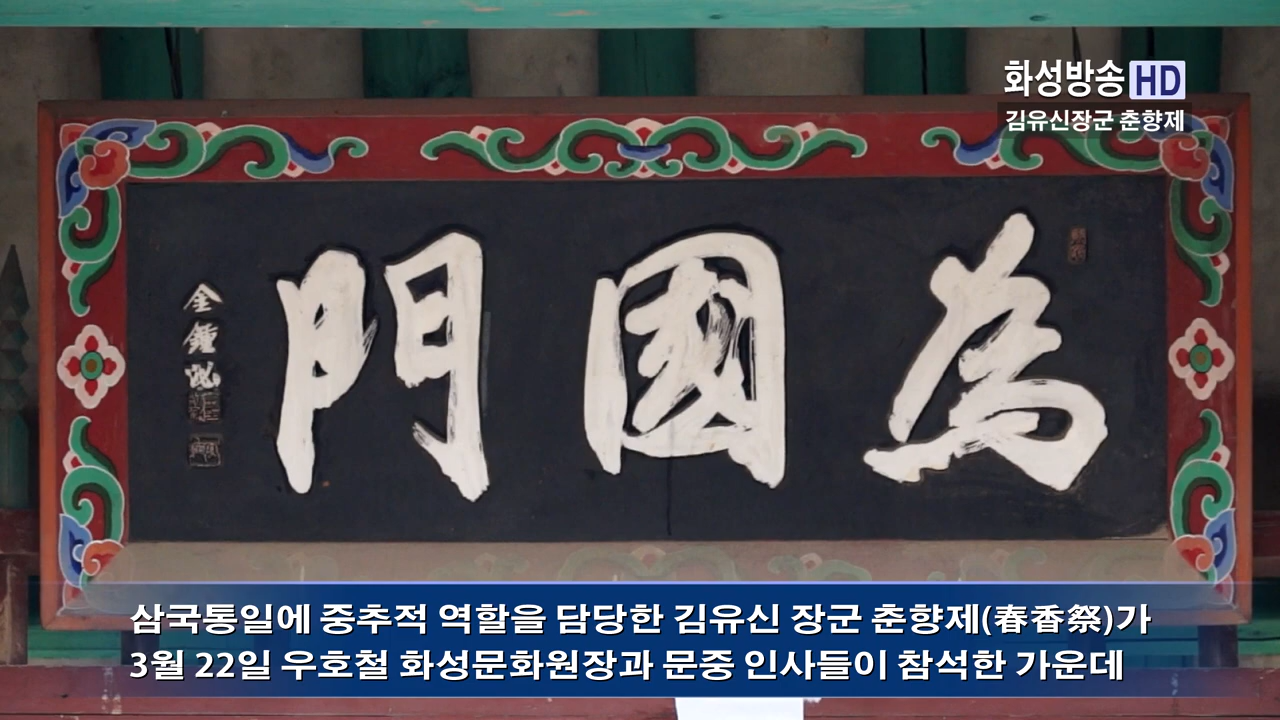 화성방송 HD
김유신장군 춘향제
為國門
金鍾泌
삼국통일에 중추적 역할을 담당한 김유신 장군 춘향제(春香祭)가
3월 22일 우호철 화성문화원장과 문중 인사들이 참석한 가운데